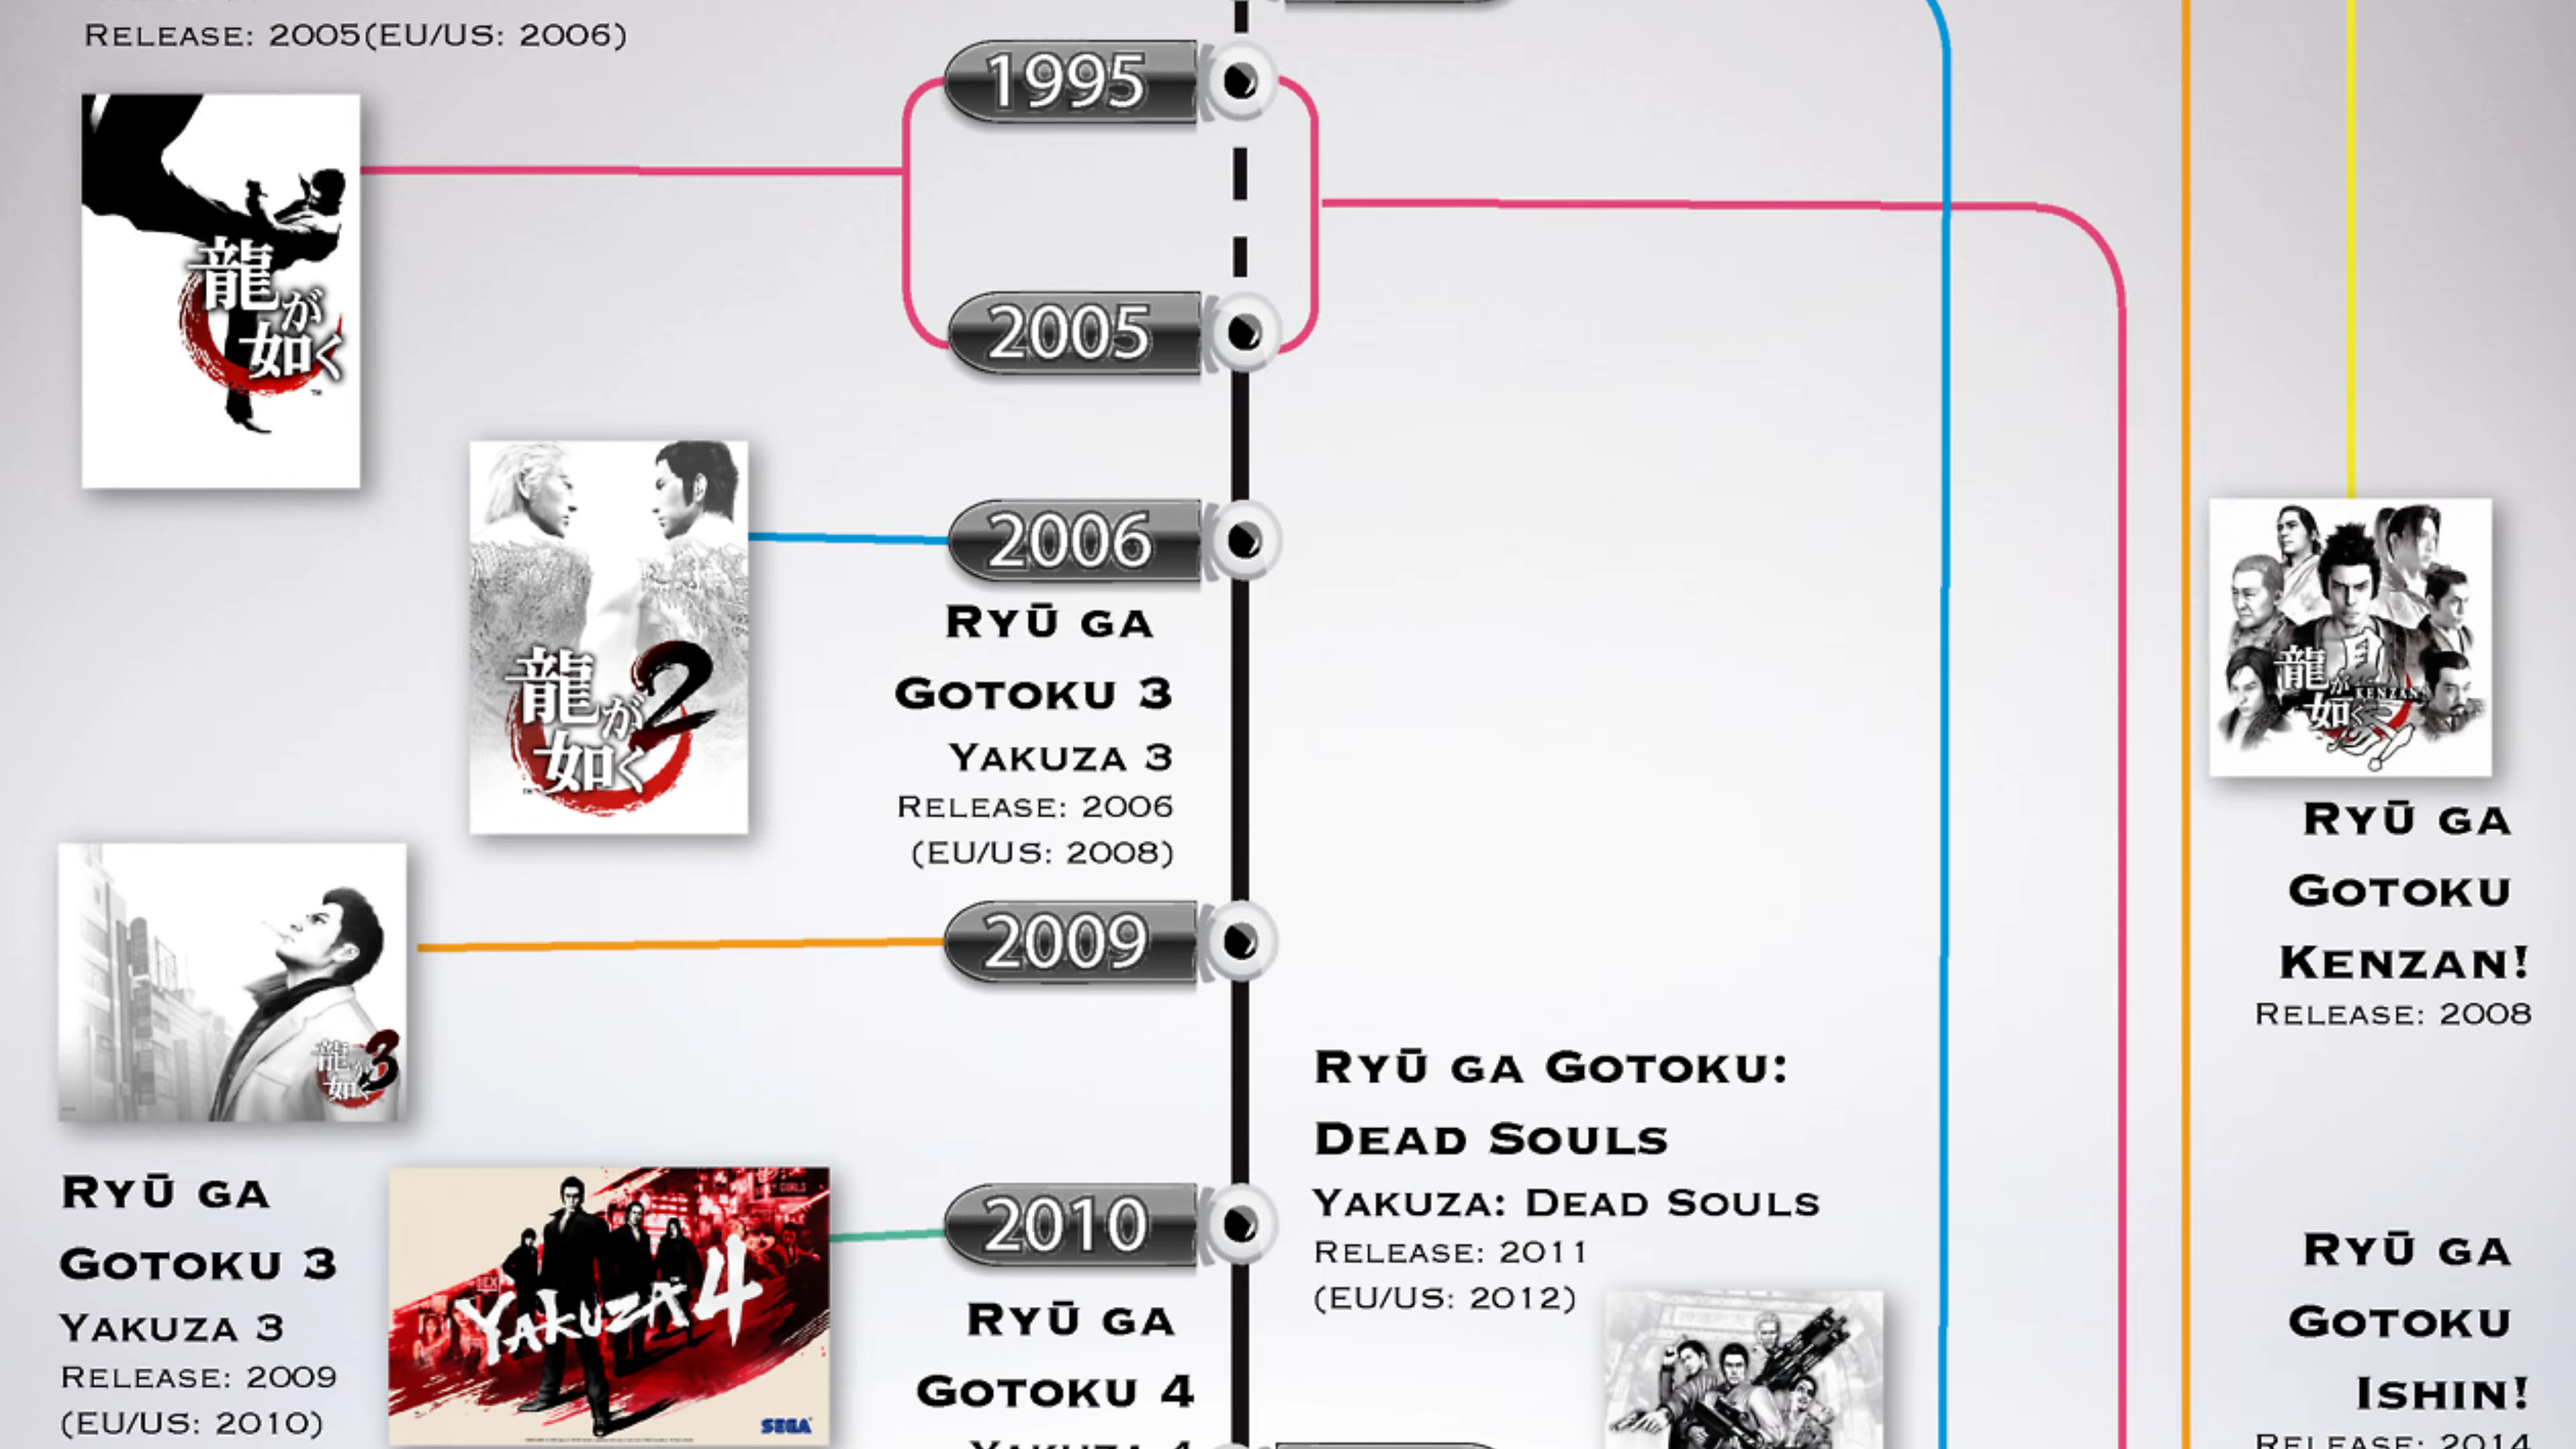 Release: 2005(EU/US: 2006)
1995
龍が
如く
™
2005
2006
龍が2
如く
™
Ryū ga
Gotoku 3
Yakuza 3
Release: 2006
(EU/US: 2008)
龍が
如く
KENZAN
Ryū ga
Gotoku
Kenzan!
Release: 2008
2009
龍が3
如く
Ryū ga
Gotoku 3
Yakuza 3
Release: 2009
(EU/US: 2010)
Yakuza 4
SEGA
2010
Ryū ga
Gotoku 4
Yakuza 4
Ryū ga Gotoku:
Dead Souls
Yakuza: Dead Souls
Release: 2011
(EU/US: 2012)
Ryū ga
Gotoku
Ishin!
Release: 2014